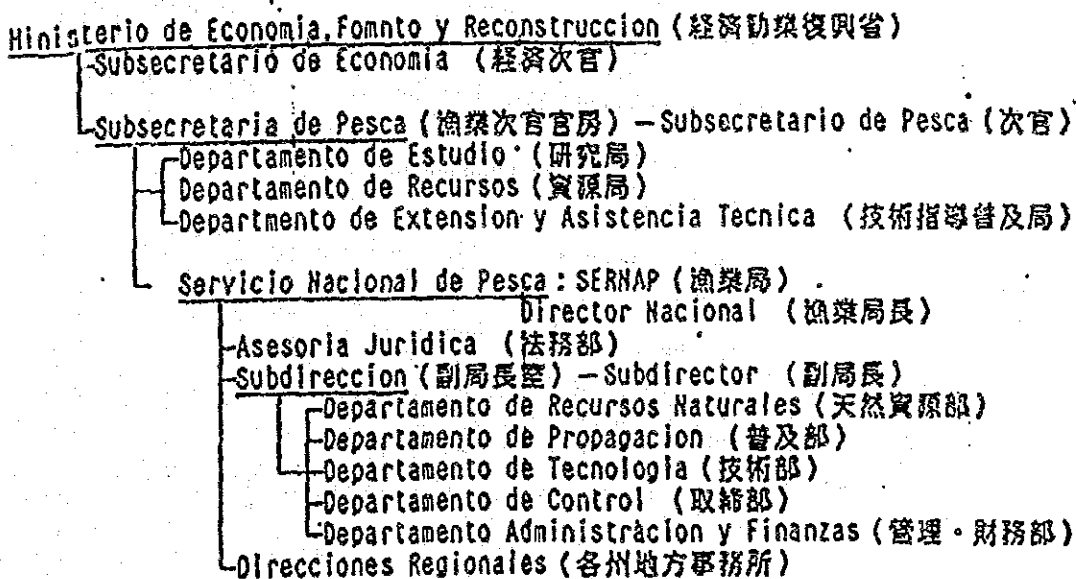 Ministerio de Economia, Fomnto y Reconstruccion (経済勧業復興省)
Subsecretario de Economia (経済次官)
Subsecretaria de Pesca (漁業次官官房) — Subsecretario de Pesca (次官)
Departamento de Estudio (研究局)
Departamento de Recursos (資源局)
Departmento de Extension y Asistencia Tecnica (技術指導普及局)
Servicio Nacional de Pesca : SERNAP (漁業局)
Director Nacional (漁業局長)
Asesoria Juridica (法務部)
Subdireccion (副局長室) — Subdirector (副局長)
Departamento de Recursos Naturales (天然資源部)
Departamento de Propagacion (普及部)
Departamento de Tecnologia (技術部)
Departamento de Control (取締部)
Departamento Administracion y Finanzas (管理・財務部)
Direcciones Regionales (各州地方事務所)